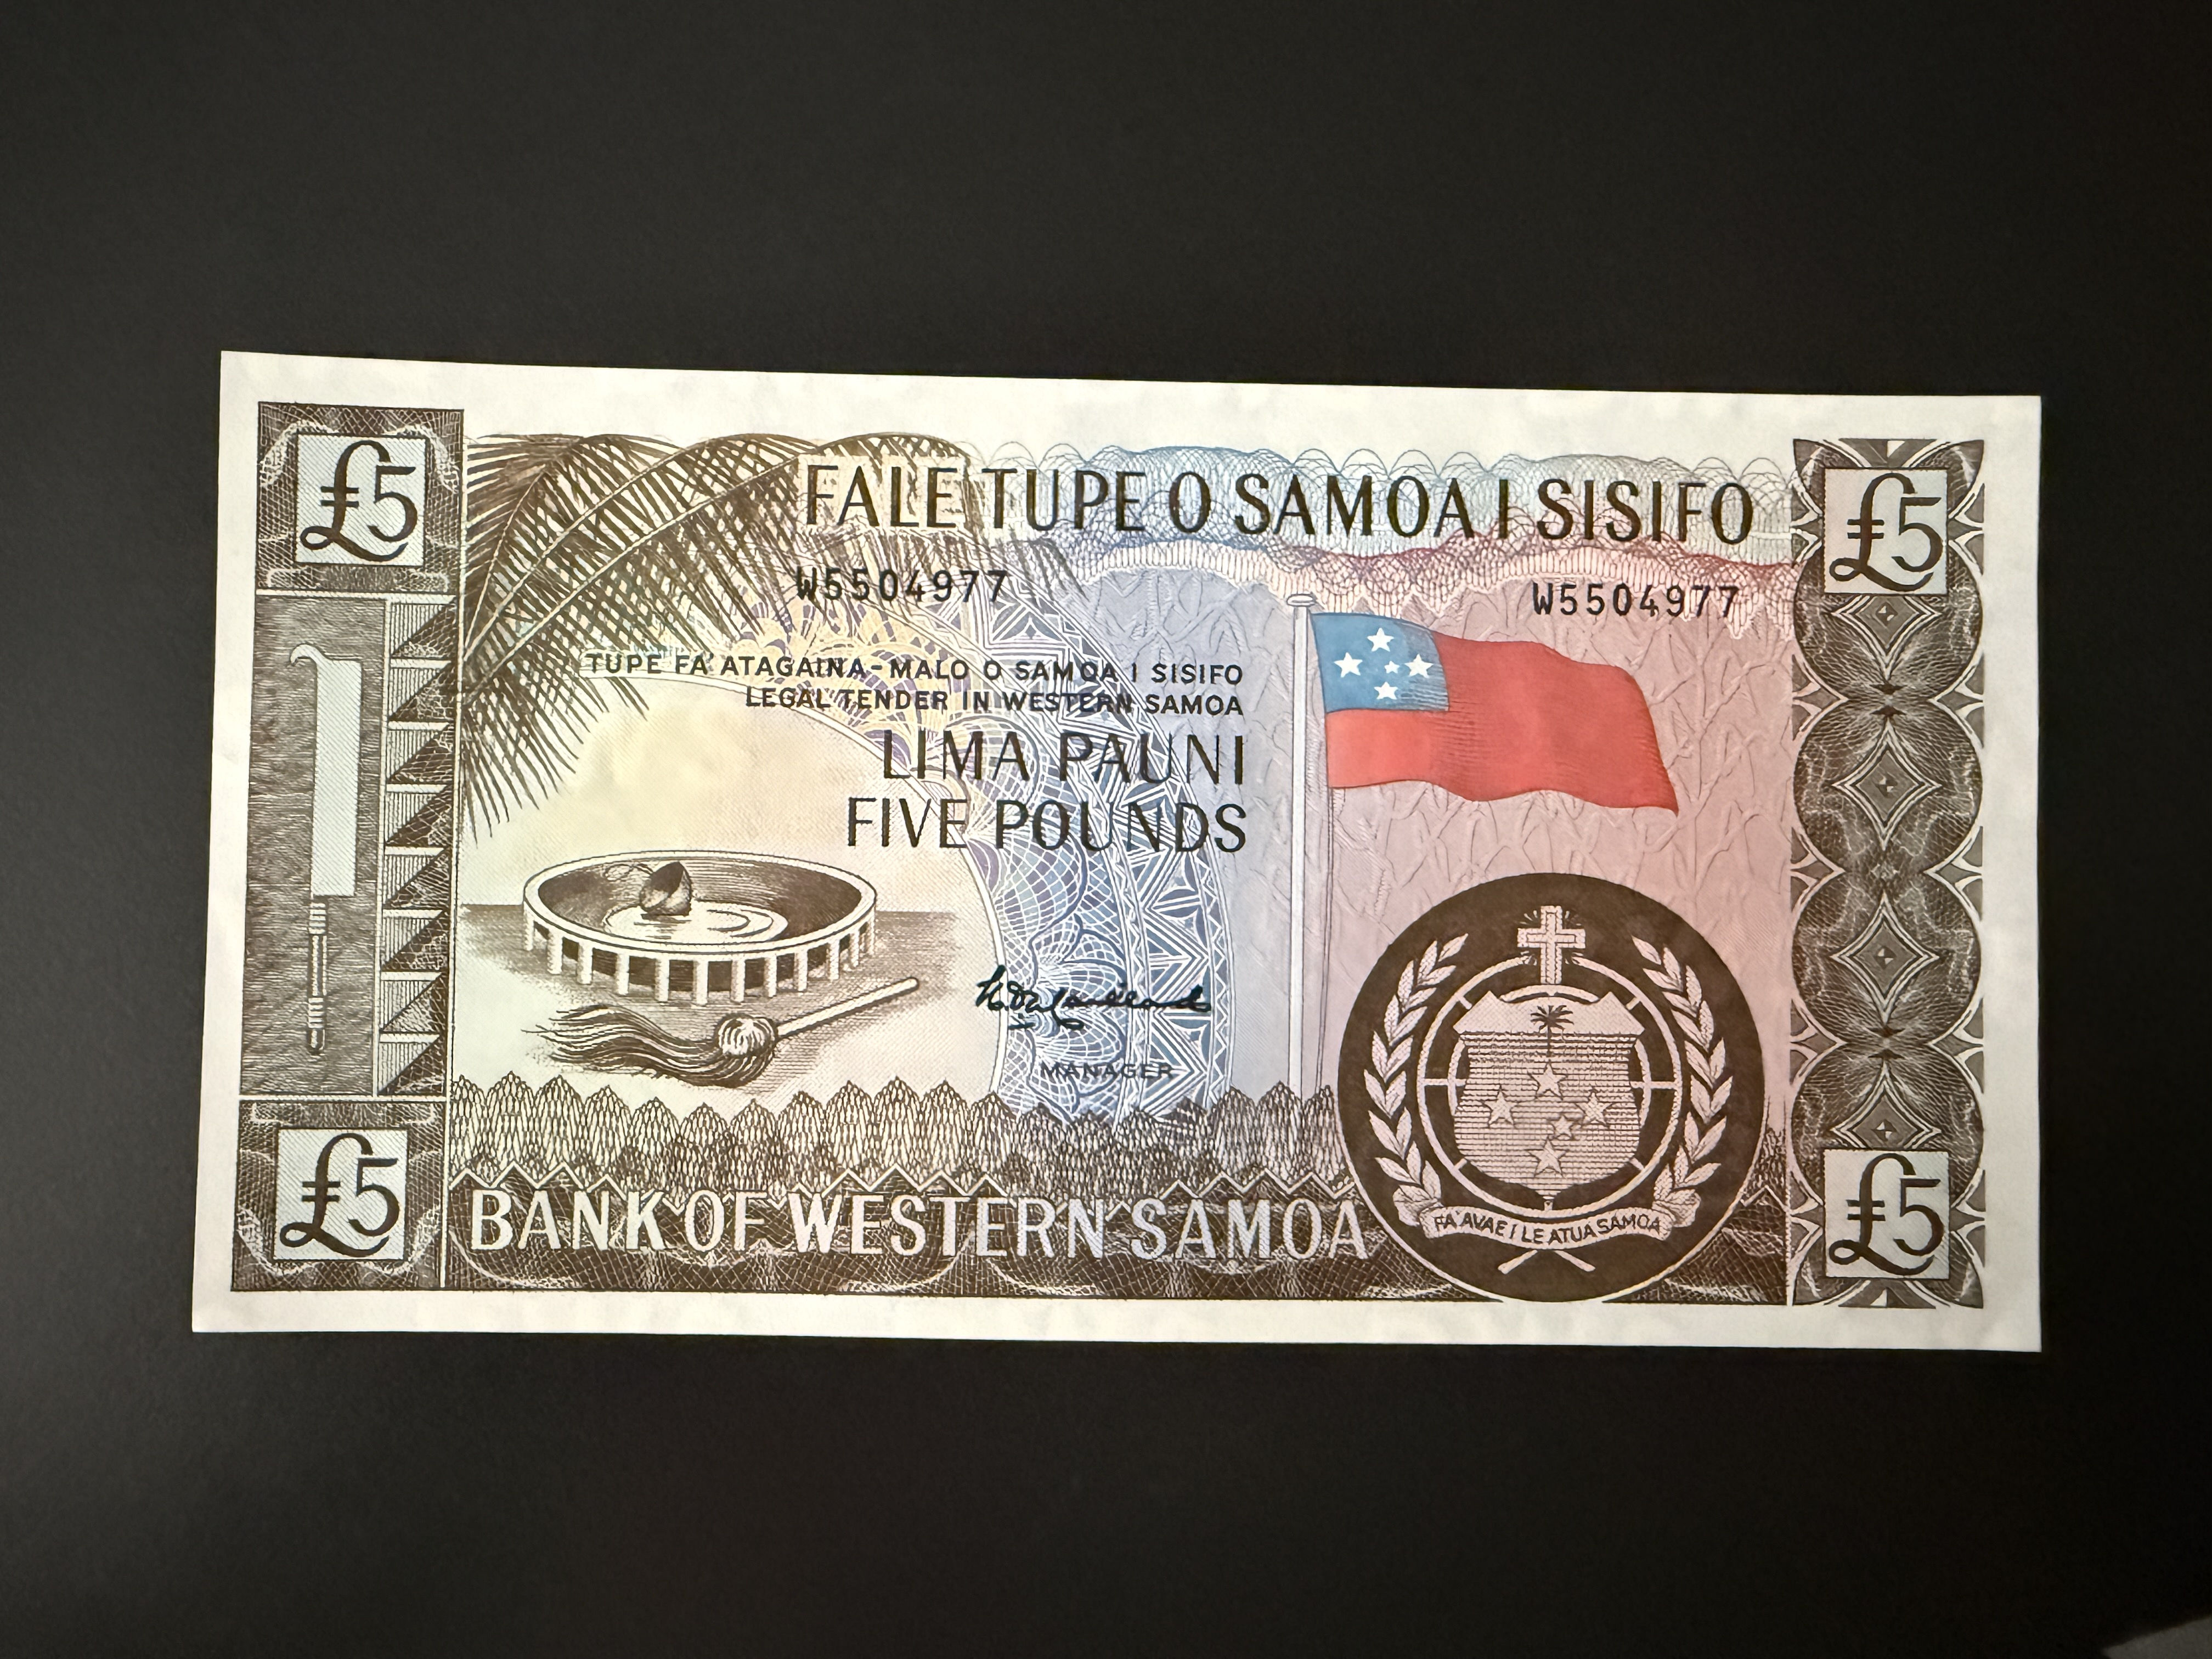 £5
£5
FALE TUPE O SAMOA I SISIFO
W5504977
W5504977
TUPE FA'ATAGAINA-MALO O SAMOA I SISIFO
LEGAL TENDER IN WESTERN SAMOA
LIMA PAUNI
FIVE POUNDS
MANAGER
FA'AVAE I LE ATUA SAMOA
BANK OF WESTERN SAMOA
£5
£5